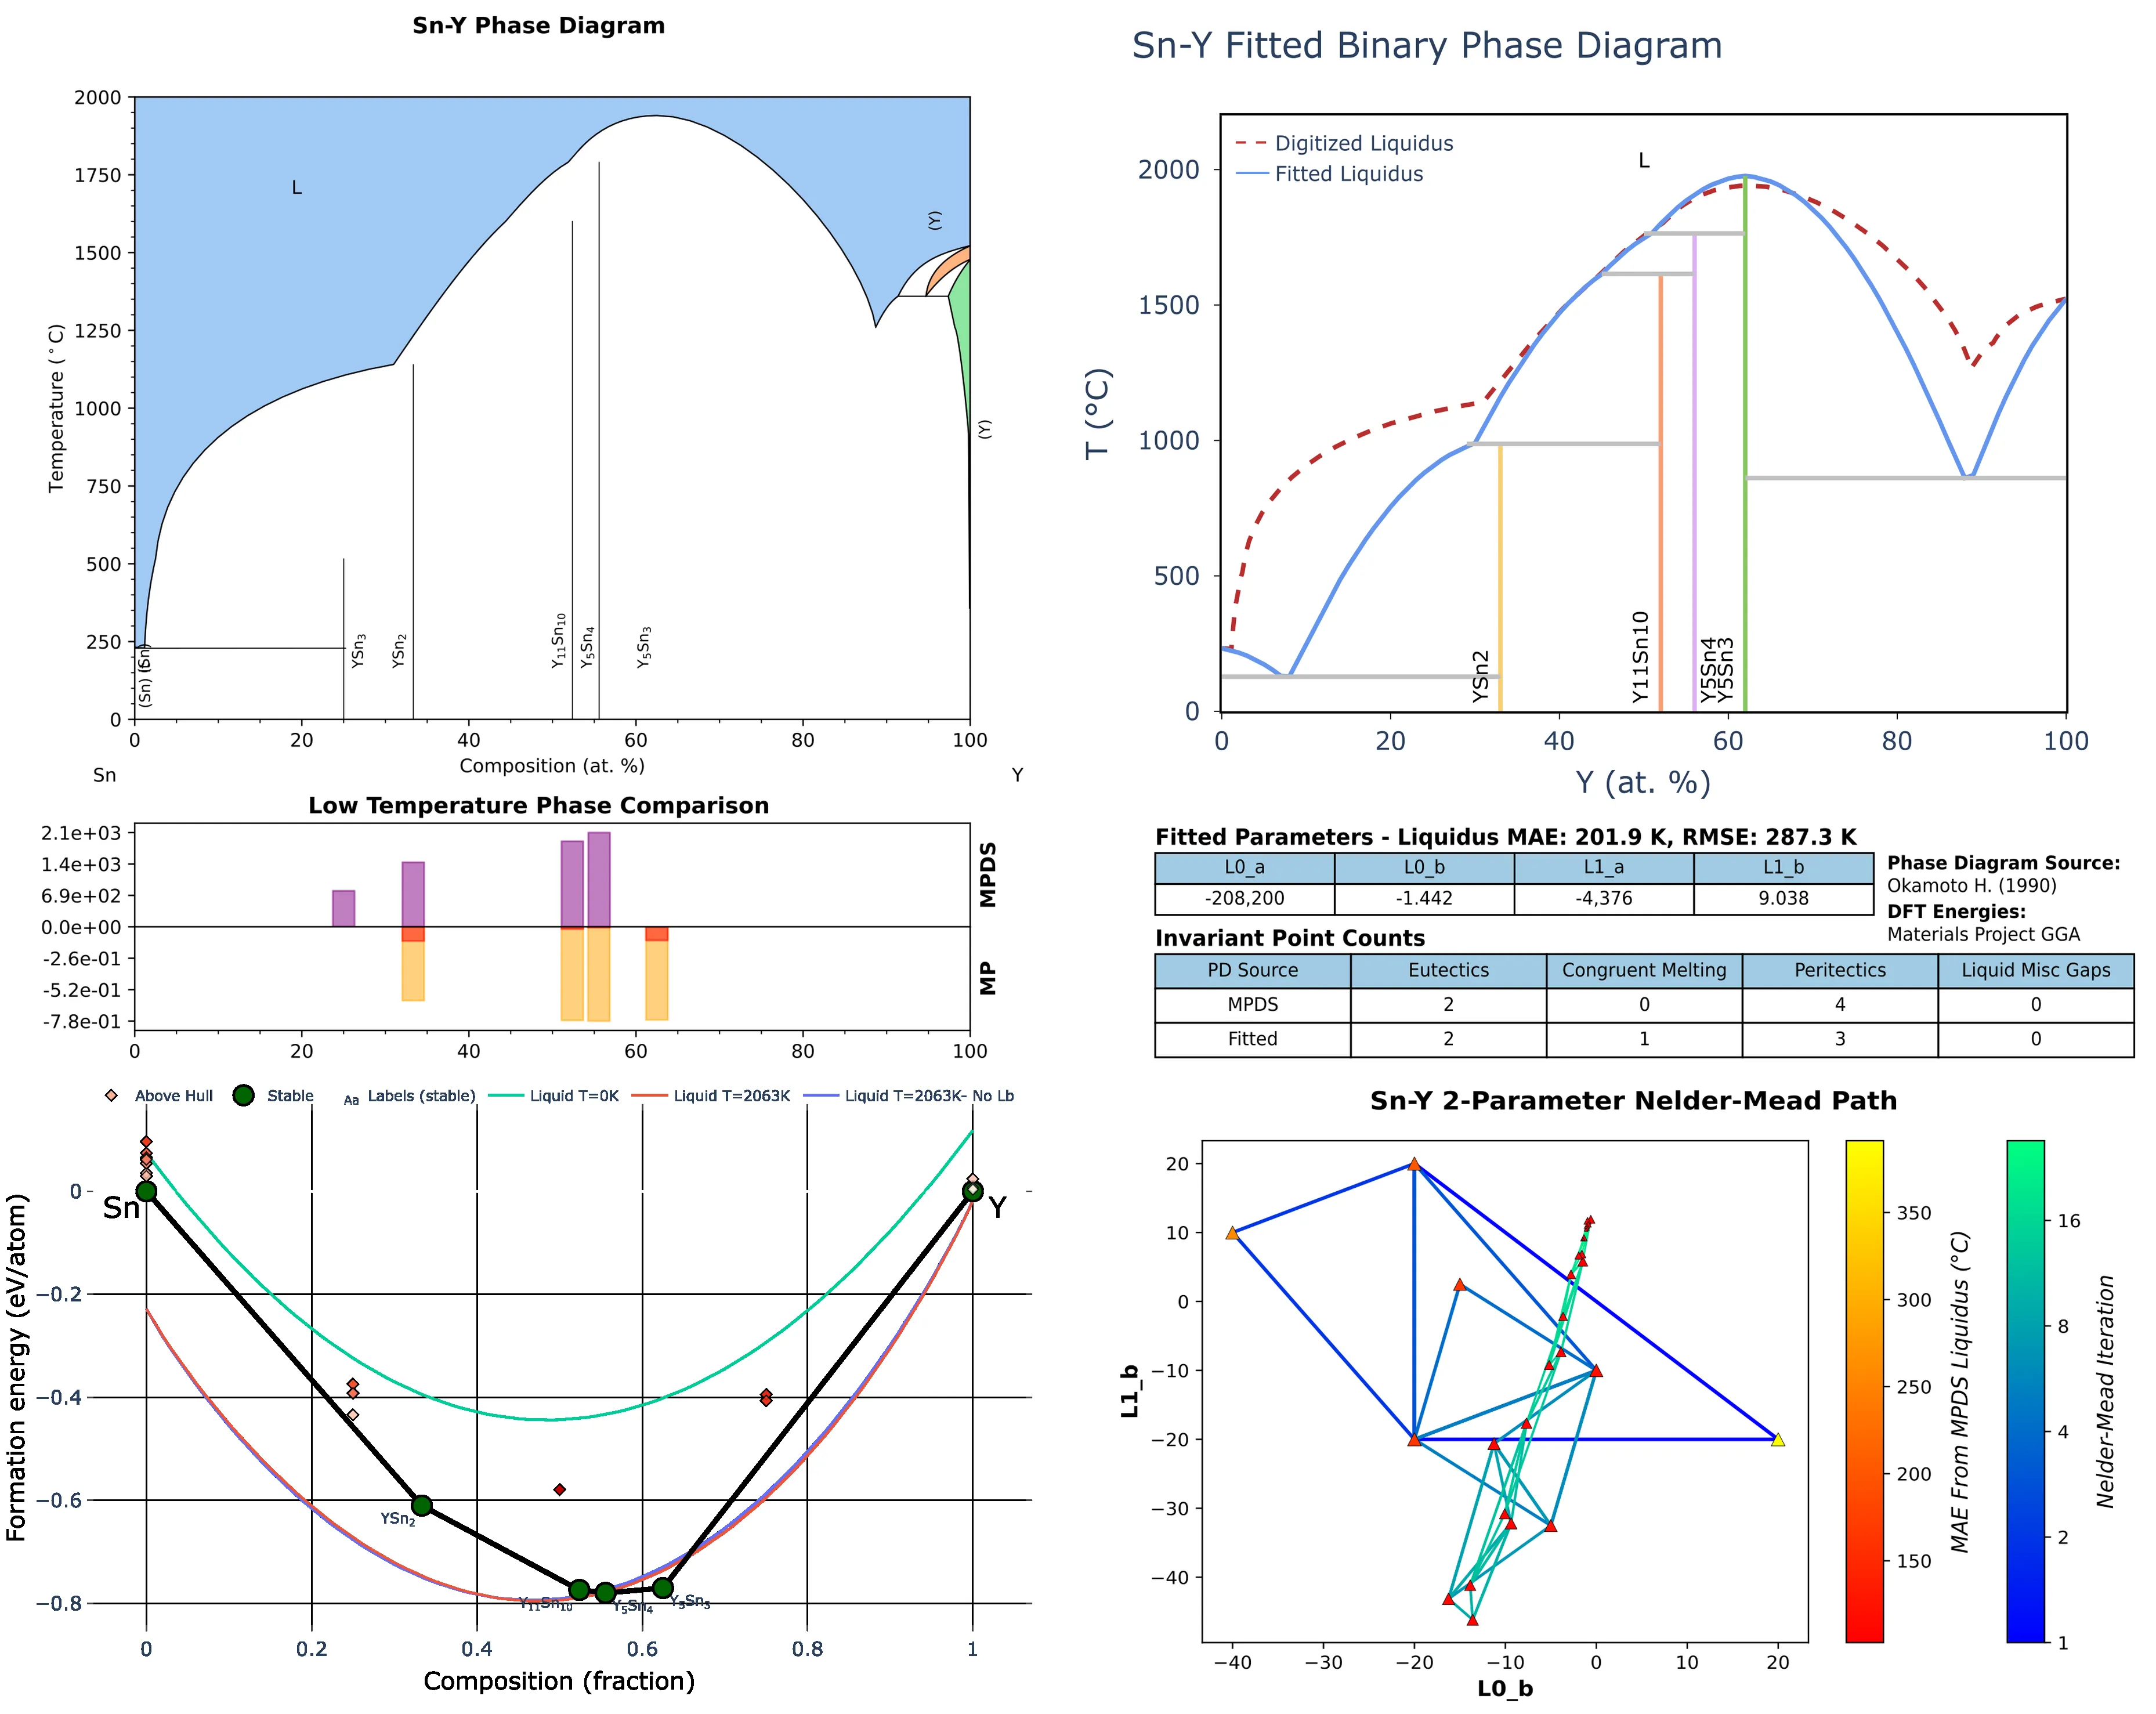 Sn-Y Phase Diagram
2000
1750
1500
1250
1000
750
500
250
0
Temperature (°C)
L
(Y)
(Y)
(Sn) (Sn)
YSn3
YSn2
Y11Sn10
Y5Sn4
Y5Sn3
0 20 40 60 80 100
Composition (at. %)
Sn Y
Sn-Y Fitted Binary Phase Diagram
Digitized Liquidus
Fitted Liquidus
L
2000
1500
1000
500
0
T (°C)
YSn2
Y11Sn10
Y5Sn4
Y5Sn3
0 20 40 60 80 100
Y (at. %)
Low Temperature Phase Comparison
2.1e+03
1.4e+03
6.9e+02
0.0e+00
-2.6e-01
-5.2e-01
-7.8e-01
MPDS
MP
0 20 40 60 80 100
Fitted Parameters - Liquidus MAE: 201.9 K, RMSE: 287.3 K
L0_a L0_b L1_a L1_b
-208,200 -1.442 -4,376 9.038
Phase Diagram Source:
Okamoto H. (1990)
DFT Energies:
Materials Project GGA
Invariant Point Counts
PD Source Eutectics Congruent Melting Peritectics Liquid Misc Gaps
MPDS 2 0 4 0
Fitted 2 1 3 0
Above Hull Stable Aa Labels (stable) Liquid T=0K Liquid T=2063K Liquid T=2063K- No Lb
0
−0.2
−0.4
−0.6
−0.8
Formation energy (eV/atom)
Sn
Y
YSn2
Y11Sn10
Y5Sn4
Y5Sn3
0 0.2 0.4 0.6 0.8 1
Composition (fraction)
Sn-Y 2-Parameter Nelder-Mead Path
20
10
0
−10
−20
−30
−40
L1_b
−40 −30 −20 −10 0 10 20
L0_b
350
300
250
200
150
MAE From MPDS Liquidus (°C)
16
8
4
2
1
Nelder-Mead Iteration